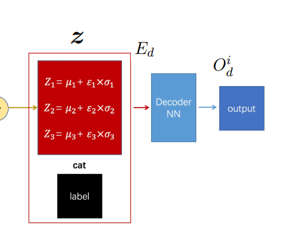 z
E_d
Z₁= μ₁+ ε₁×σ₁
Z₂= μ₂+ ε₂×σ₂
Z₃= μ₃+ ε₃×σ₃
cat
label
Decoder
NN
O_d^i
output